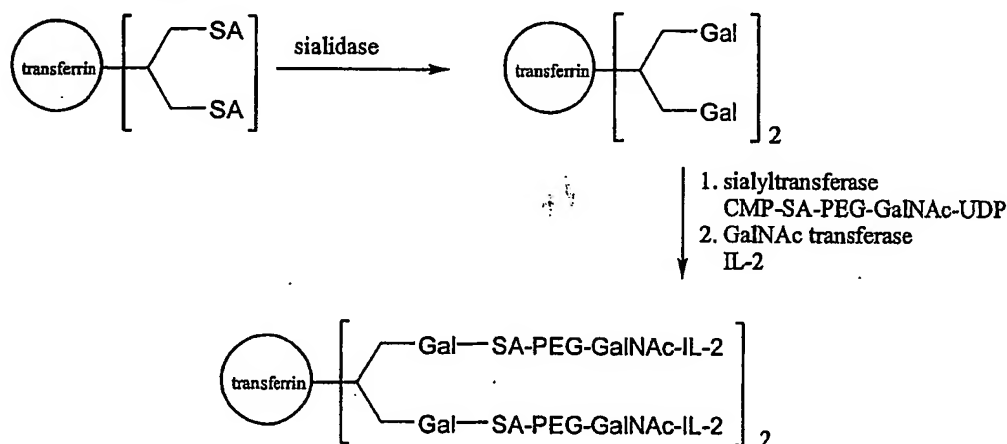 SA
transferrin
SA
sialidase
Gal
transferrin
Gal
2
1. sialyltransferase
CMP-SA-PEG-GalNAc-UDP
2. GalNAc transferase
IL-2
Gal—SA-PEG-GalNAc-IL-2
transferrin
Gal—SA-PEG-GalNAc-IL-2
2